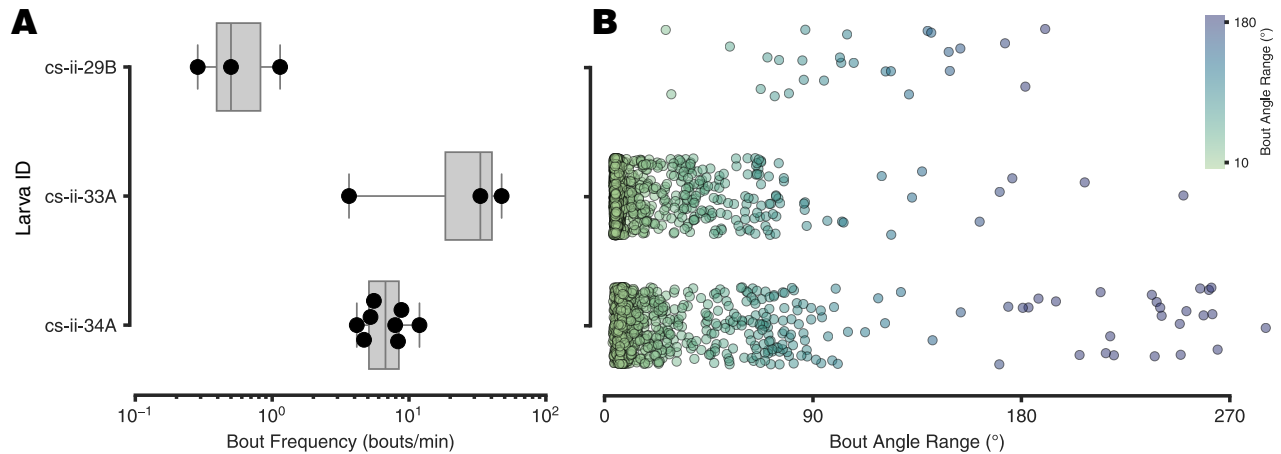 A
B
cs-ii-29B
cs-ii-33A
cs-ii-34A
Larva ID
10⁻¹ 10⁰ 10¹ 10²
Bout Frequency (bouts/min)
0 90 180 270
Bout Angle Range (°)
180
10
Bout Angle Range (°)